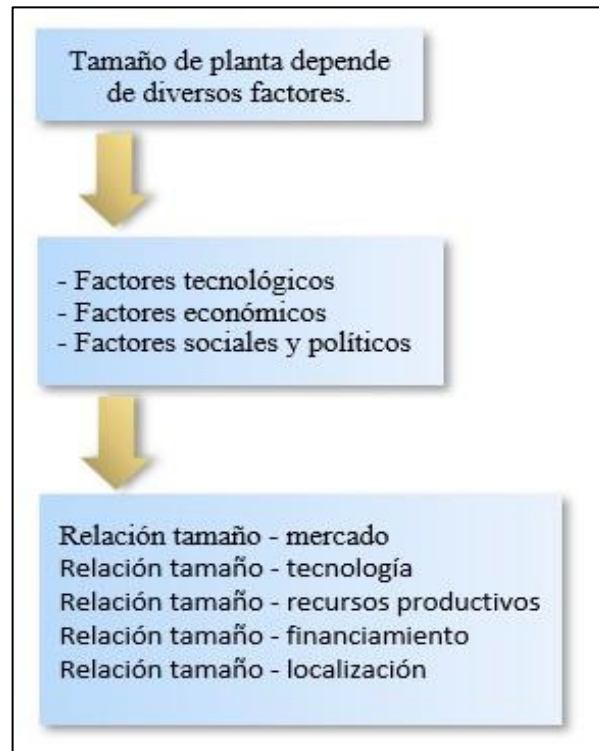 Tamaño de planta depende
de diversos factores.
- Factores tecnológicos
- Factores económicos
- Factores sociales y políticos
Relación tamaño - mercado
Relación tamaño - tecnología
Relación tamaño - recursos productivos
Relación tamaño - financiamiento
Relación tamaño - localización